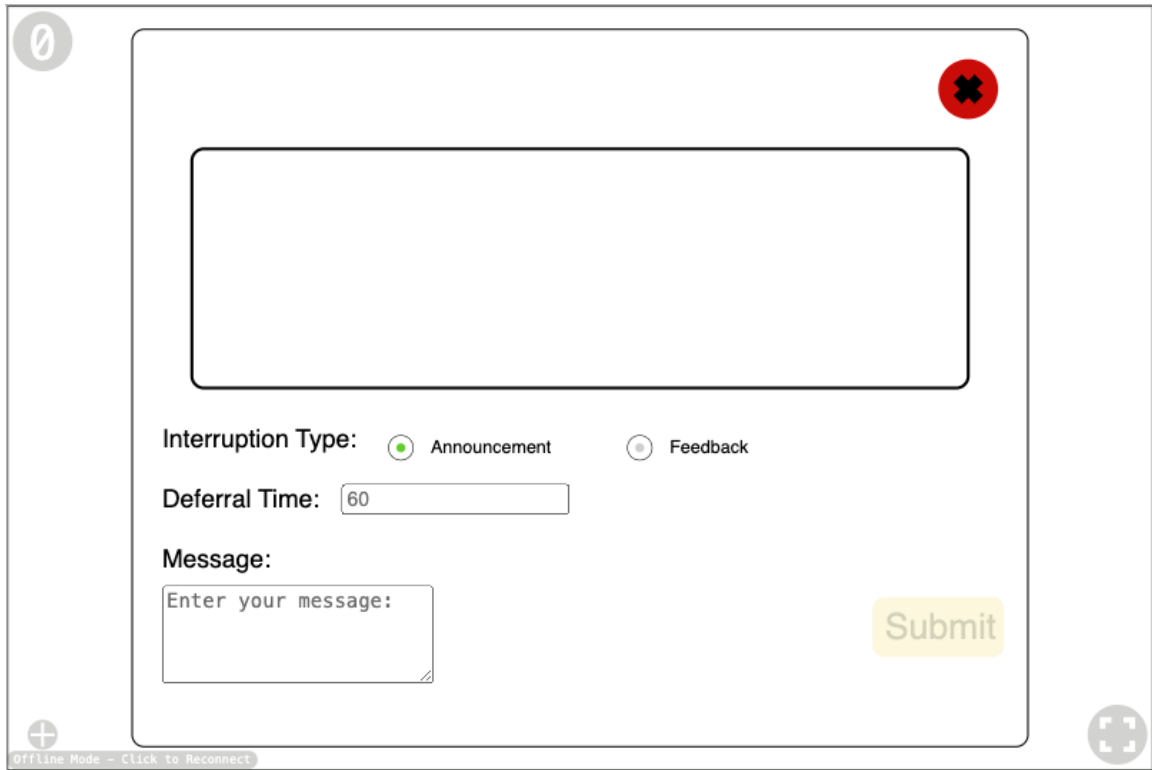 0
Interruption Type: Announcement Feedback
Deferral Time: 60
Message:
Enter your message:
Submit
Offline Mode - Click to Reconnect